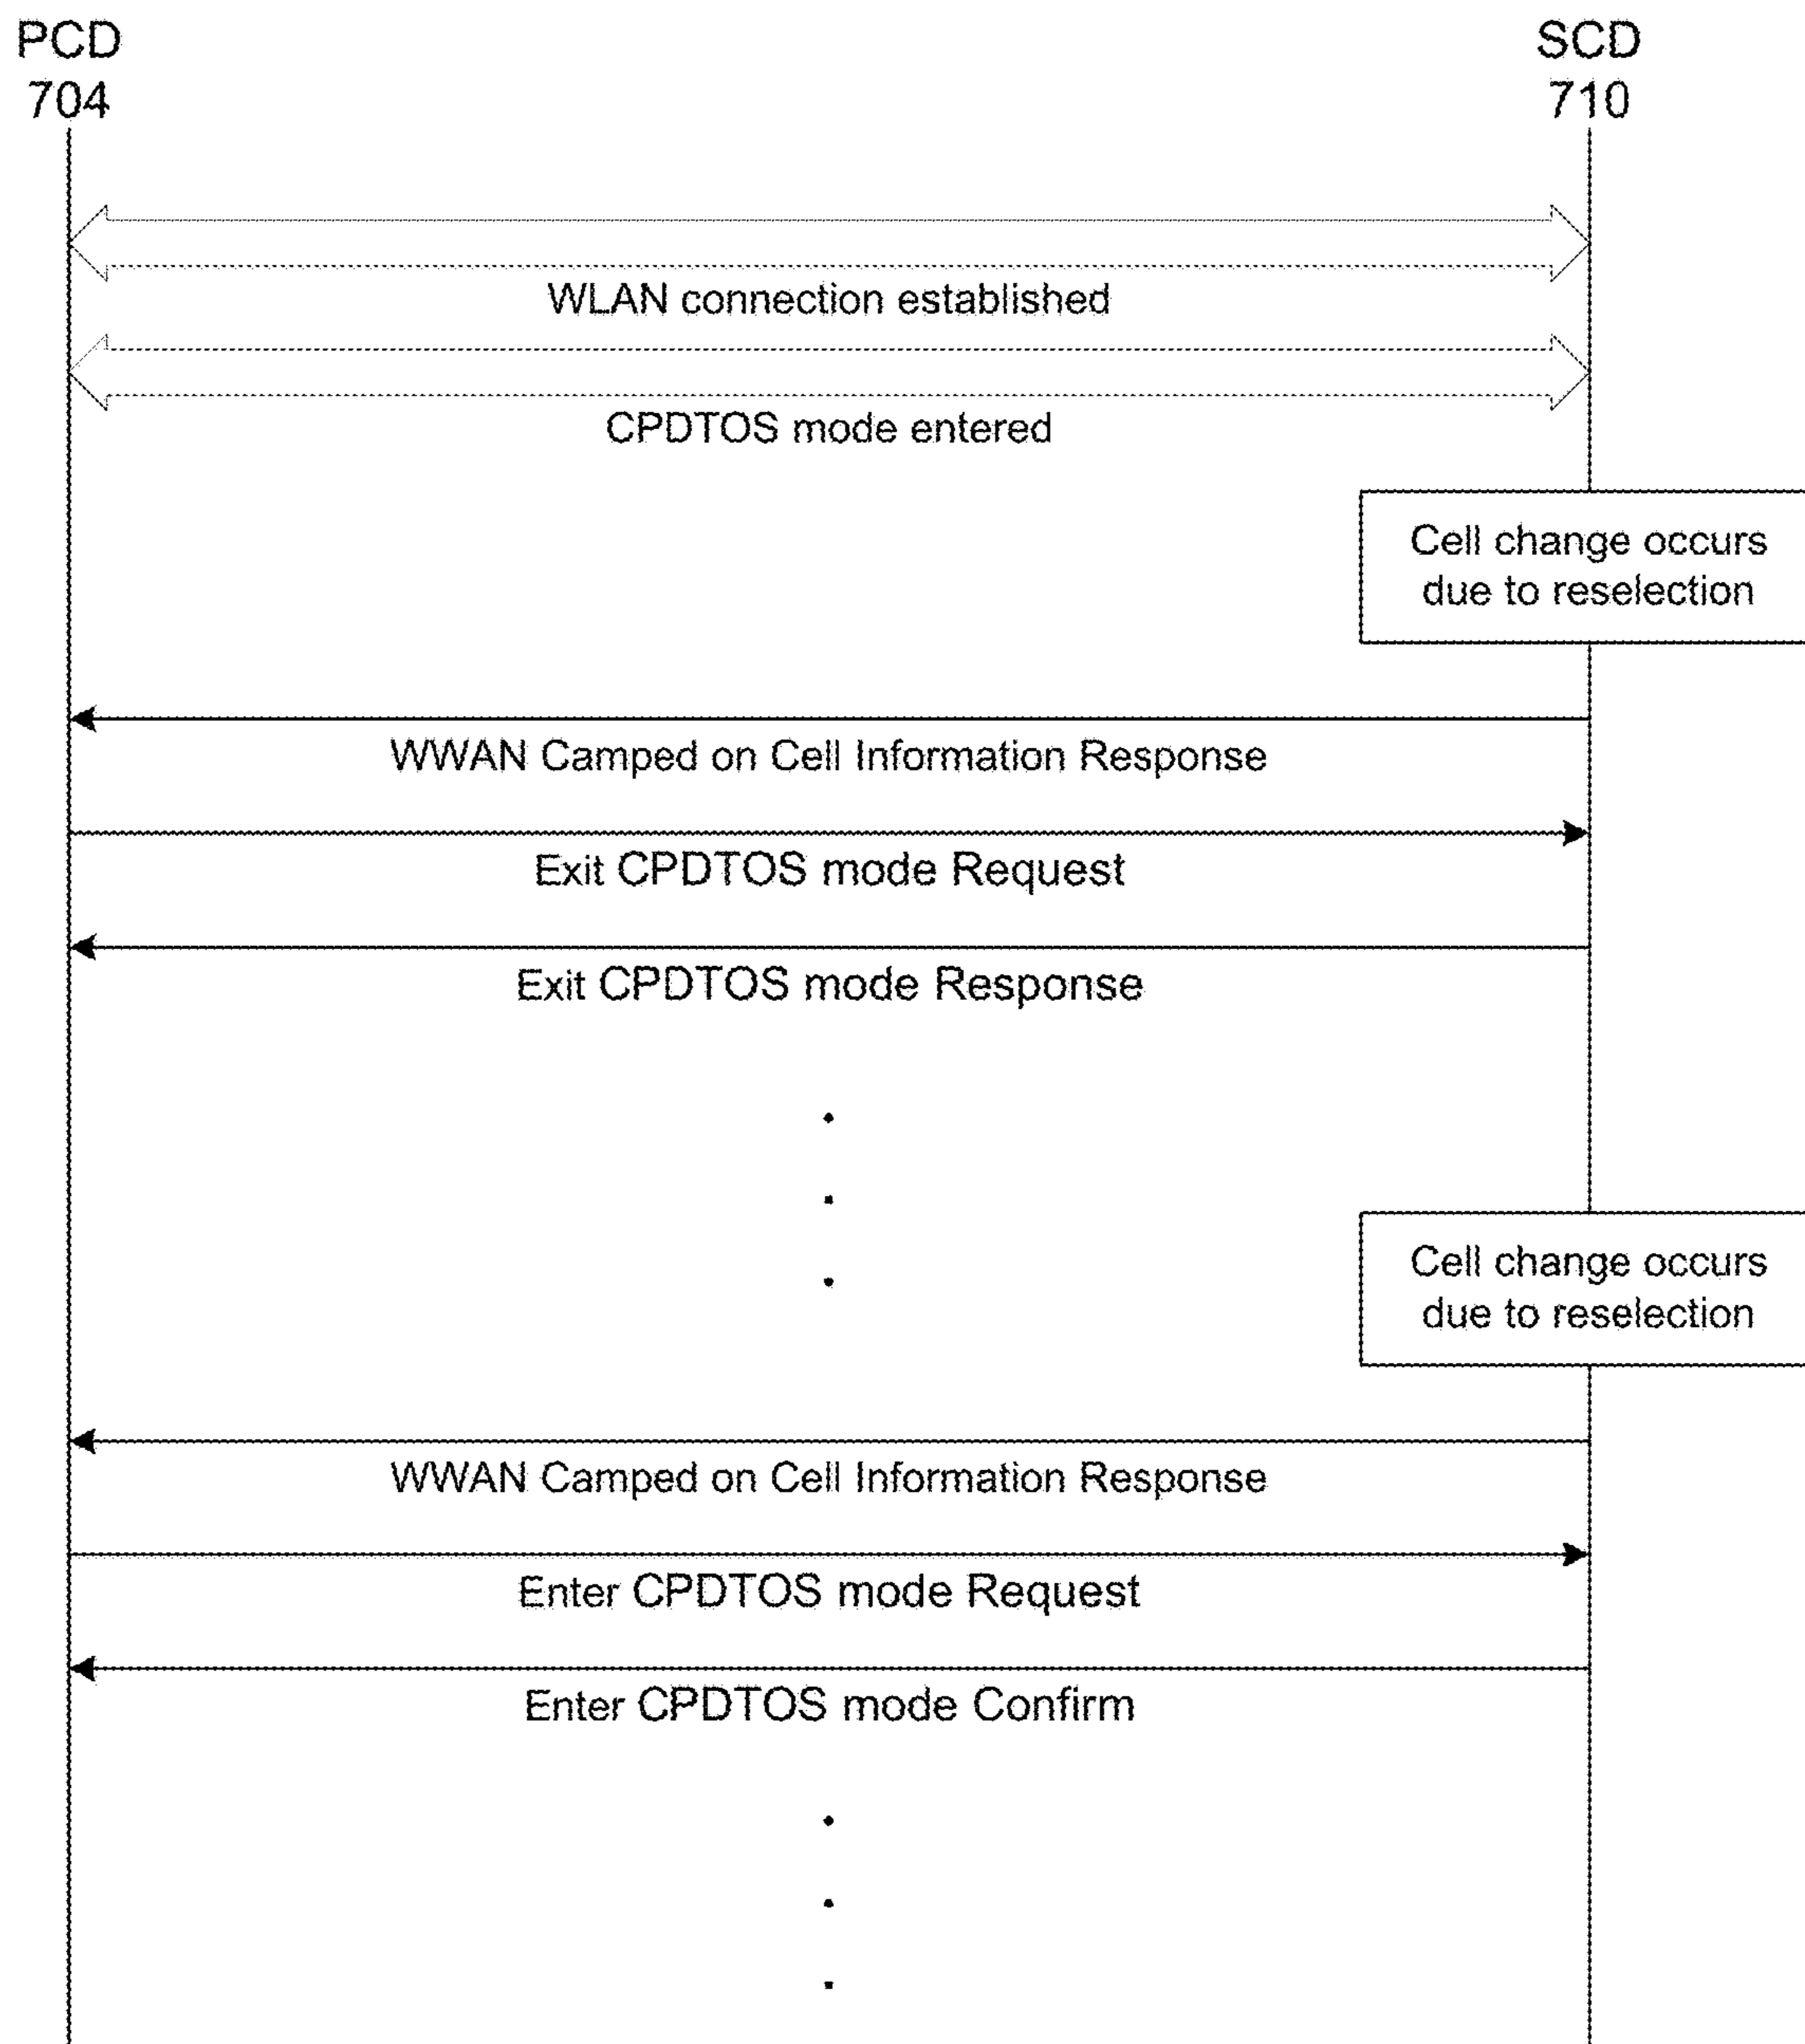 PCD
704
SCD
710
WLAN connection established
CPDTOS mode entered
Cell change occurs
due to reselection
WWAN Camped on Cell Information Response
Exit CPDTOS mode Request
Exit CPDTOS mode Response
Cell change occurs
due to reselection
WWAN Camped on Cell Information Response
Enter CPDTOS mode Request
Enter CPDTOS mode Confirm